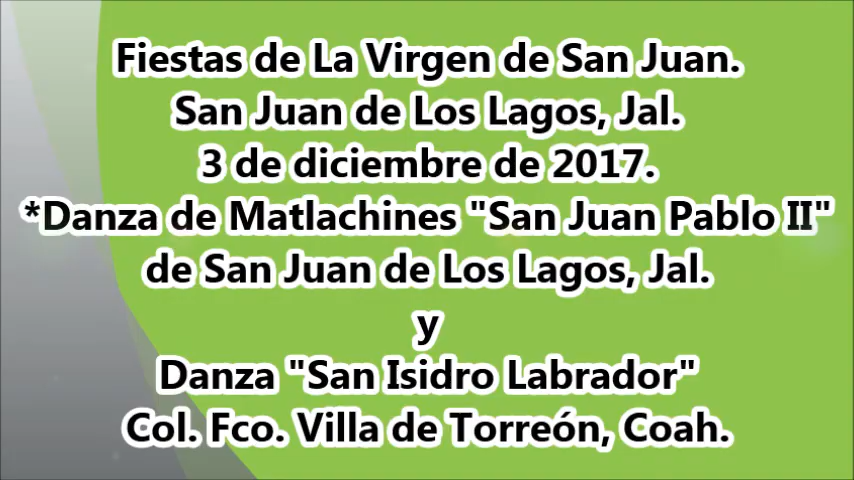 Fiestas de La Virgen de San Juan.
San Juan de Los Lagos, Jal.
3 de diciembre de 2017.
*Danza de Matlachines "San Juan Pablo II"
de San Juan de Los Lagos, Jal.
y
Danza "San Isidro Labrador"
Col. Fco. Villa de Torreón, Coah.